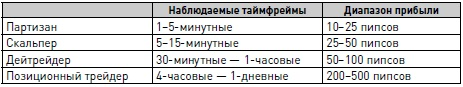 Наблюдаемые таймфреймы Диапазон прибыли
Партизан 1–5-минутные 10–25 пипсов
Скальпер 5–15-минутные 25–50 пипсов
Дейтрейдер 30-минутные — 1-часовые 50–100 пипсов
Позиционный трейдер 4-часовые — 1-дневные 200–500 пипсов